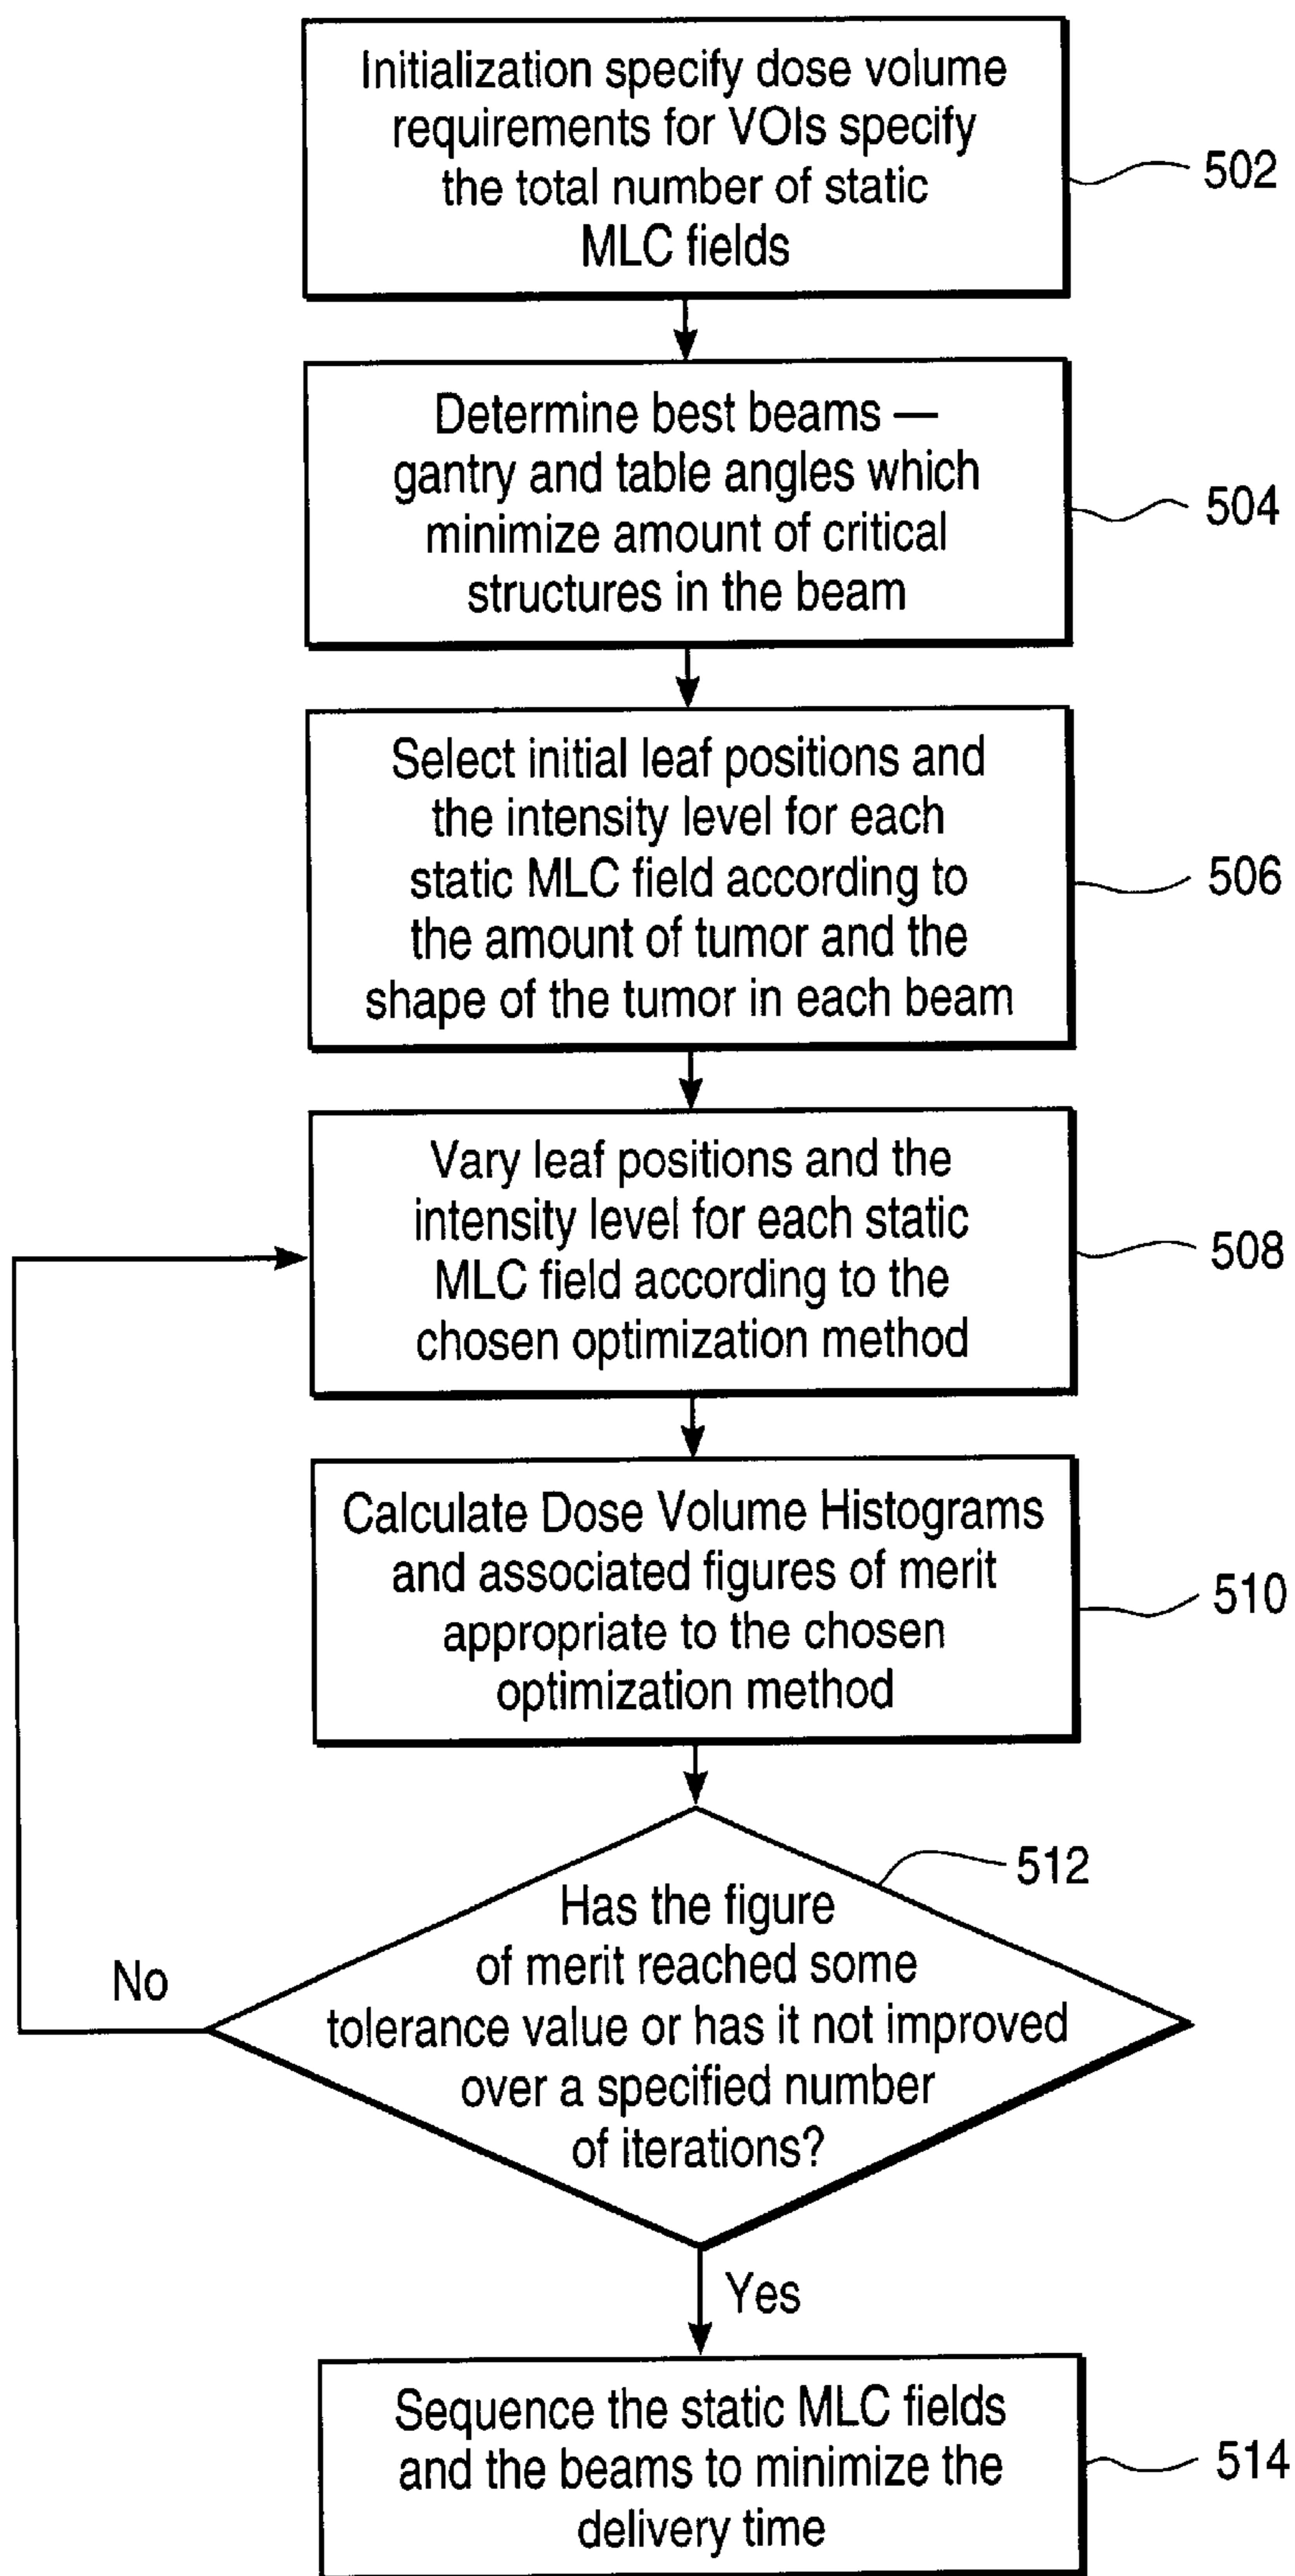 Initialization specify dose volume
requirements for VOIs specify
the total number of static
MLC fields
502
Determine best beams —
gantry and table angles which
minimize amount of critical
structures in the beam
504
Select initial leaf positions and
the intensity level for each
static MLC field according to
the amount of tumor and the
shape of the tumor in each beam
506
Vary leaf positions and the
intensity level for each static
MLC field according to the
chosen optimization method
508
Calculate Dose Volume Histograms
and associated figures of merit
appropriate to the chosen
optimization method
510
512
Has the figure
of merit reached some
tolerance value or has it not improved
over a specified number
of iterations?
No
Yes
Sequence the static MLC fields
and the beams to minimize the
delivery time
514